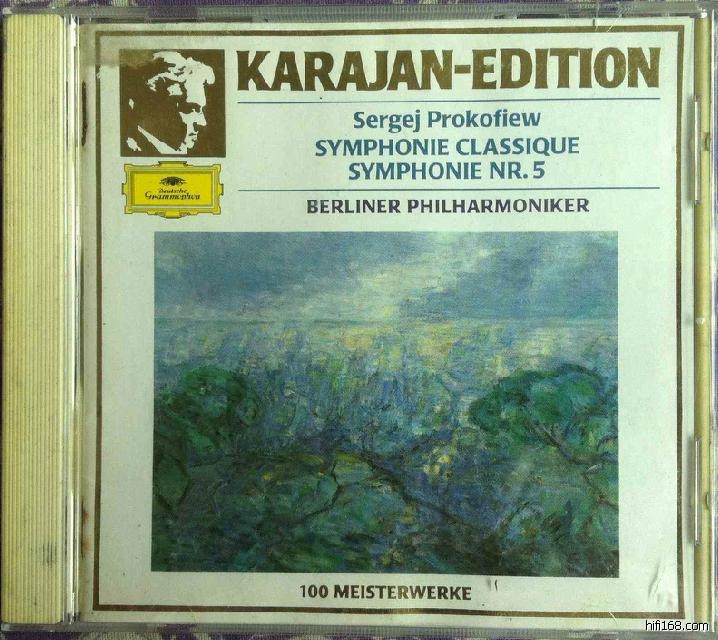 KARAJAN-EDITION
Sergej Prokofiew
SYMPHONIE CLASSIQUE
SYMPHONIE NR. 5
Deutsche
Grammophon
BERLINER PHILHARMONIKER
100 MEISTERWERKE
hifi168.com